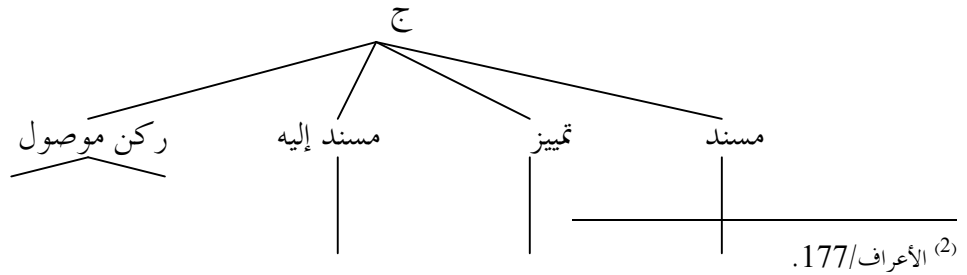 ج
مسند تمييز مسند إليه ركن موصول
(2) الأعراف/177.